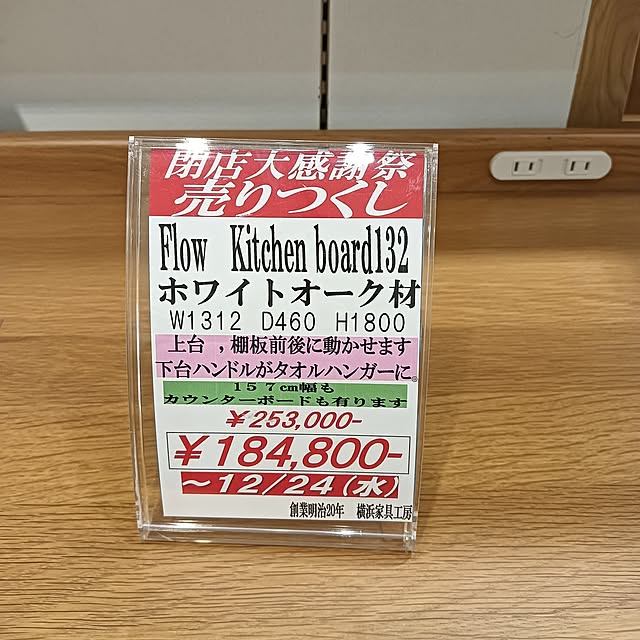 閉店大感謝祭
売りつくし
Flow Kitchen board132
ホワイトオーク材
W1312 D460 H1800
上台 ,棚板前後に動かせます
下台ハンドルがタオルハンガーに。
157cm幅も
カウンターボードも有ります
¥253,000-
¥184,800-
～12/24(水)
創業明治20年 横浜家具工房